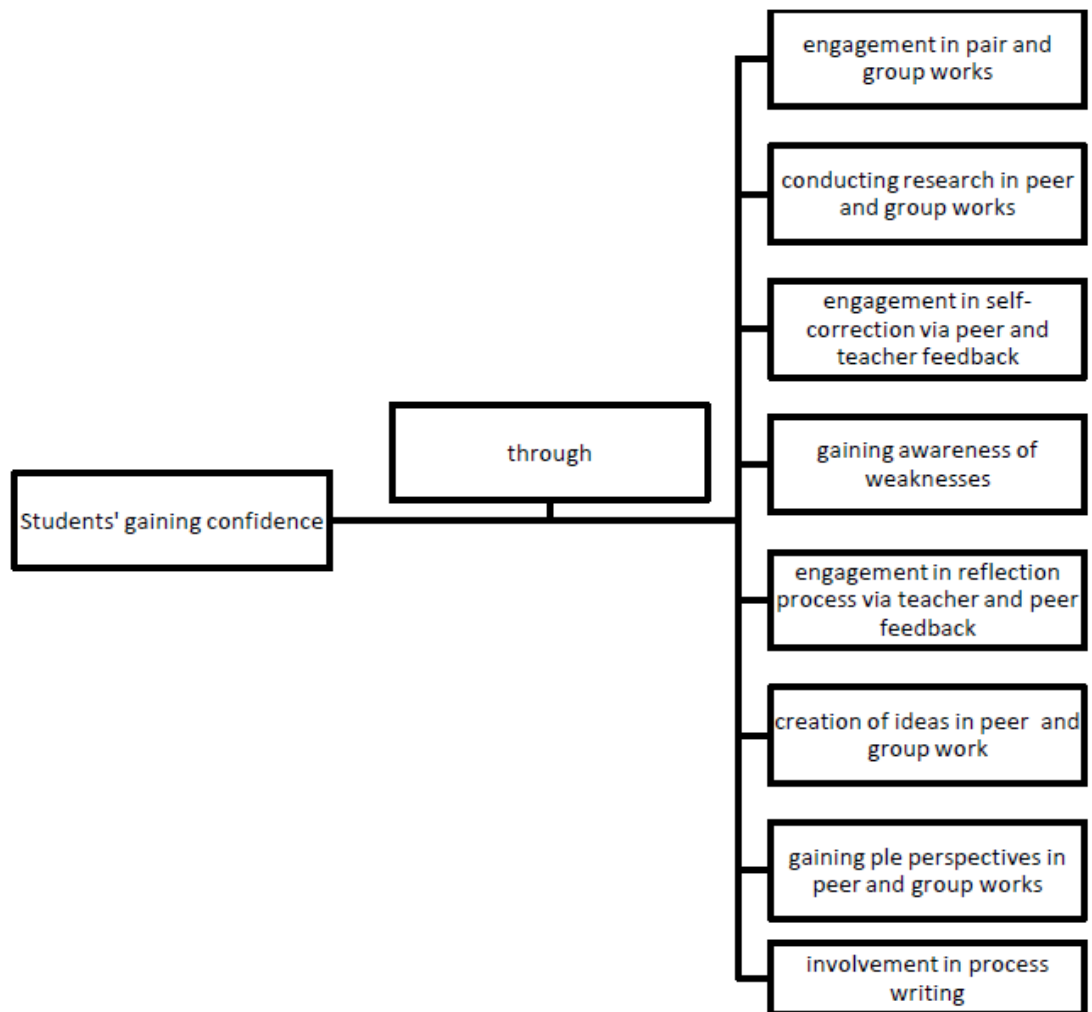 Students' gaining confidence
through
engagement in pair and
group works
conducting research in peer
and group works
engagement in self-
correction via peer and
teacher feedback
gaining awareness of
weaknesses
engagement in reflection
process via teacher and peer
feedback
creation of ideas in peer  and
group work
gaining ple perspectives in
peer and group works
involvement in process
writing